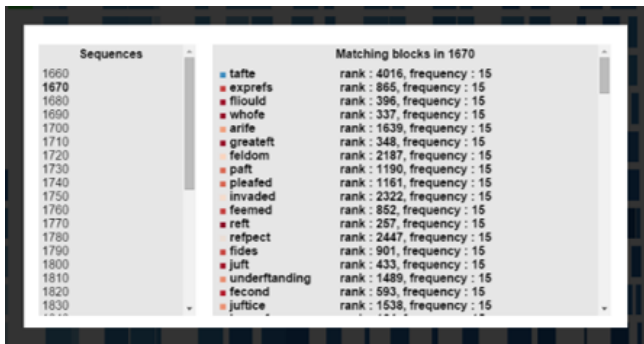 Sequences
1660
1670
1680
1690
1700
1710
1720
1730
1740
1750
1760
1770
1780
1790
1800
1810
1820
1830
Matching blocks in 1670
tafte rank : 4016, frequency : 15
exprefs rank : 865, frequency : 15
fliould rank : 396, frequency : 15
whofe rank : 337, frequency : 15
arife rank : 1639, frequency : 15
greateft rank : 348, frequency : 15
feldom rank : 2187, frequency : 15
paft rank : 1190, frequency : 15
pleafed rank : 1161, frequency : 15
invaded rank : 2322, frequency : 15
feemed rank : 852, frequency : 15
reft rank : 257, frequency : 15
refpect rank : 2447, frequency : 15
fides rank : 901, frequency : 15
juft rank : 433, frequency : 15
underftanding rank : 1489, frequency : 15
fecond rank : 593, frequency : 15
juftice rank : 1538, frequency : 15